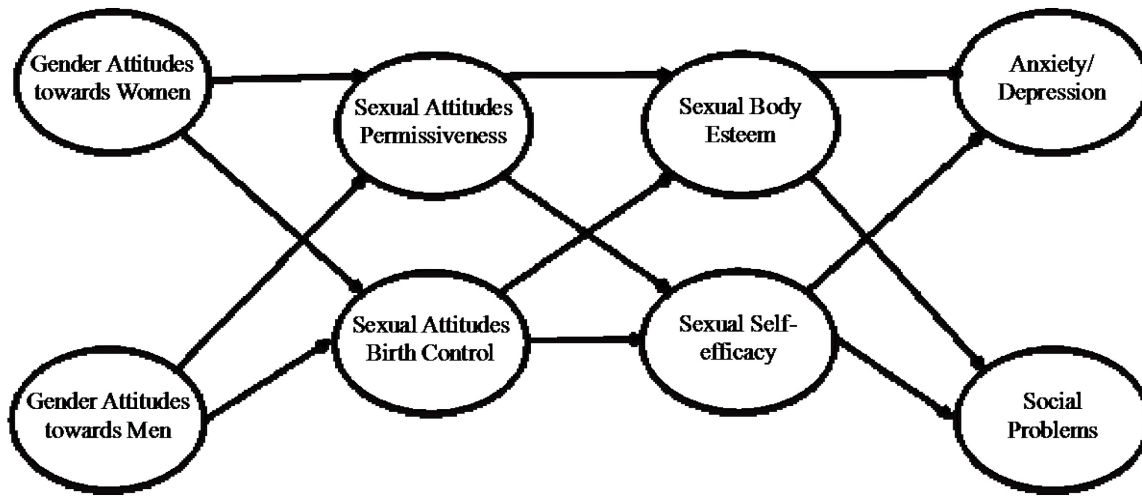 Gender Attitudes
towards Women
Sexual Attitudes
Permissiveness
Sexual Body
Esteem
Anxiety/
Depression
Gender Attitudes
towards Men
Sexual Attitudes
Birth Control
Sexual Self-
efficacy
Social
Problems